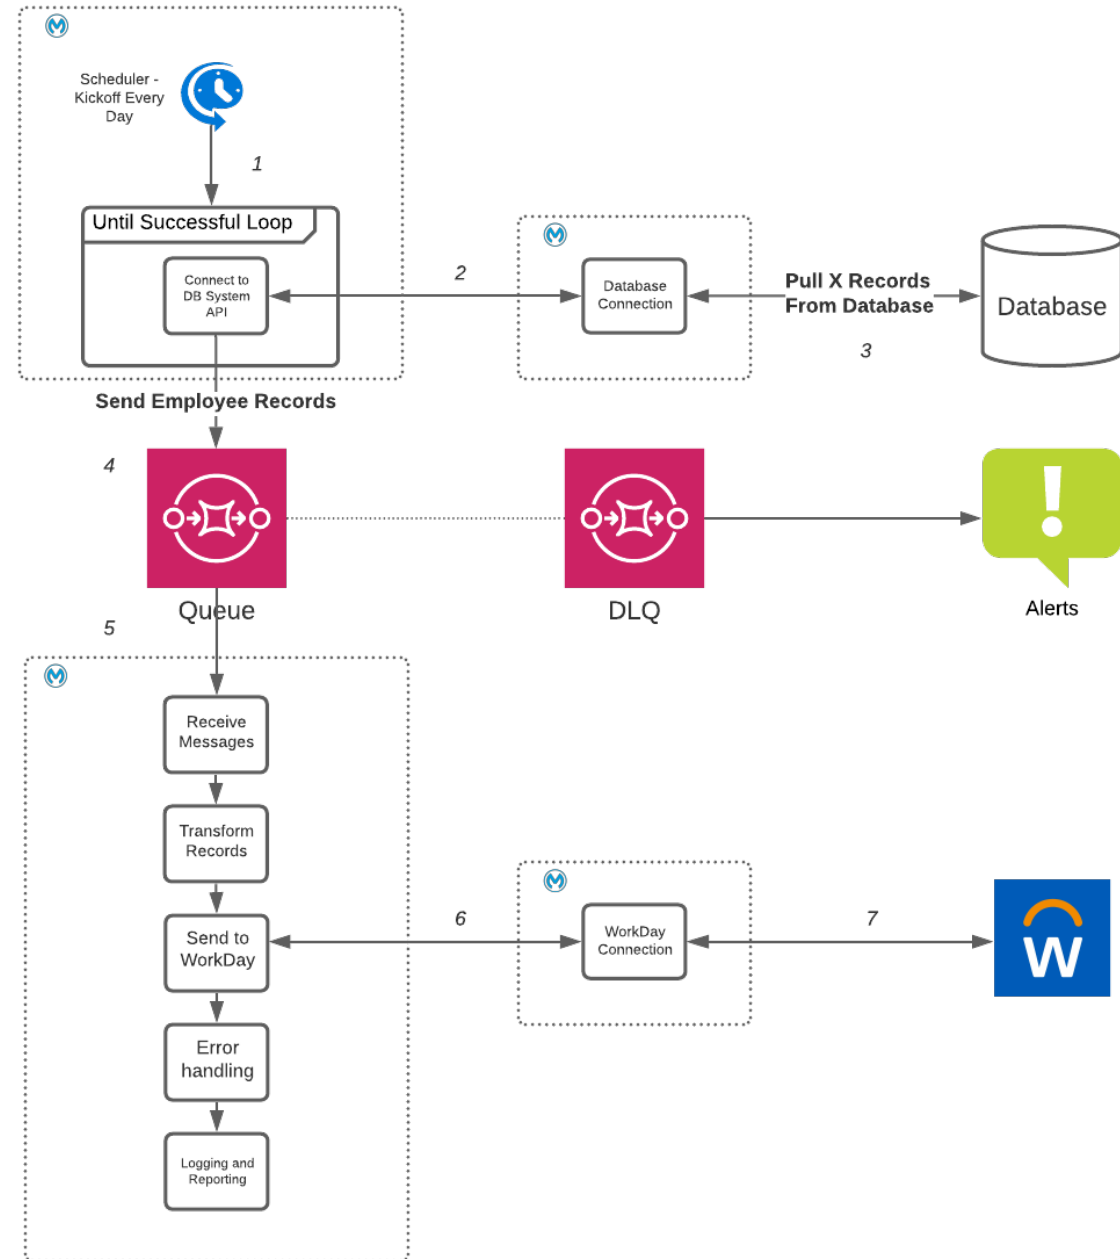 Scheduler -
Kickoff Every
Day
1
Until Successful Loop
Connect to
DB System
API
2
Database
Connection
Pull X Records
From Database
3
Database
Send Employee Records
4
Queue
DLQ
Alerts
5
Receive
Messages
Transform
Records
Send to
WorkDay
6
WorkDay
Connection
7
W
Error
handling
Logging and
Reporting